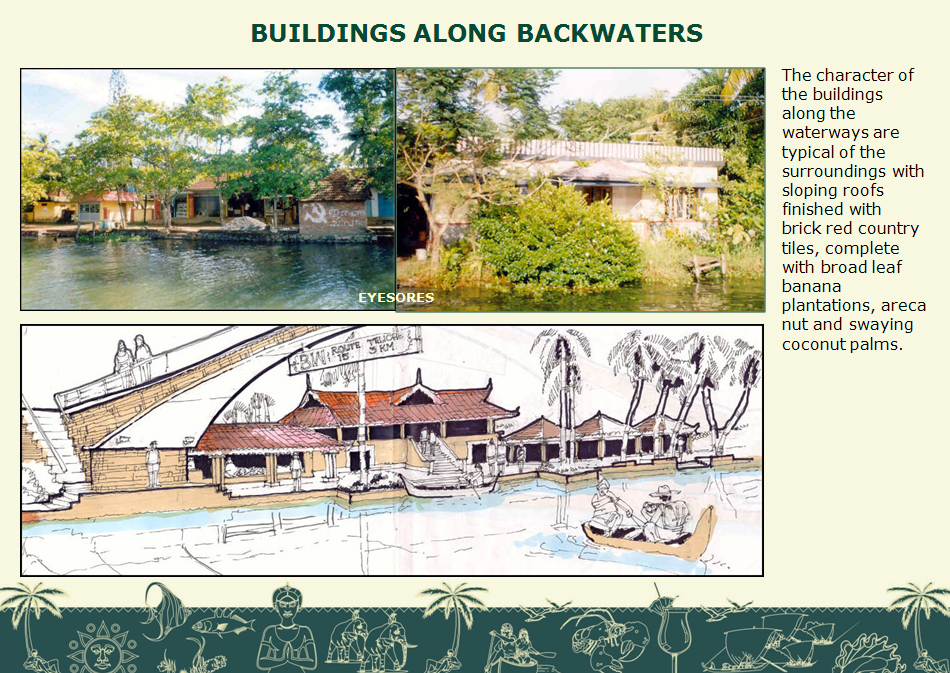 BUILDINGS ALONG BACKWATERS
The character of
the buildings
along the
waterways are
typical of the
surroundings with
sloping roofs
finished with
brick red country
tiles, complete
with broad leaf
banana
plantations, areca
nut and swaying
coconut palms.
EYESORES
ROUTE
15
3 KM